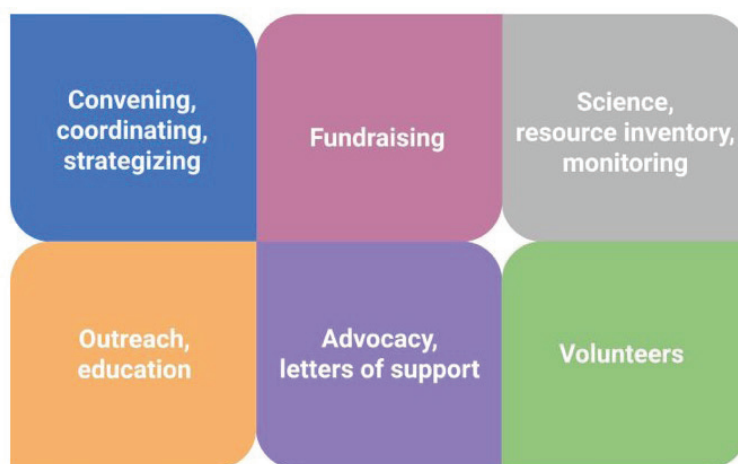 Convening,
coordinating,
strategizing
Fundraising
Science,
resource inventory,
monitoring
Outreach,
education
Advocacy,
letters of support
Volunteers